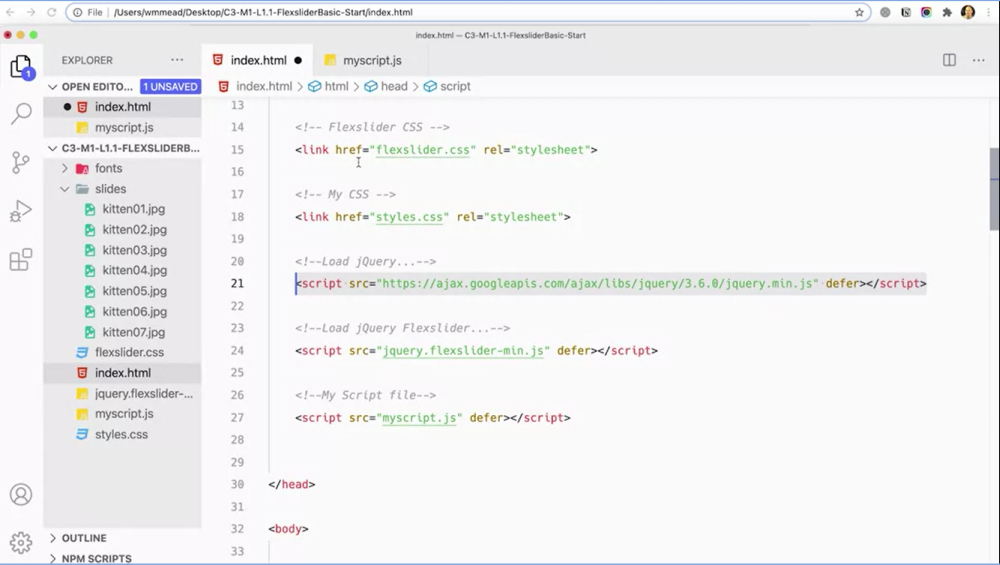 File | /Users/wmmead/Desktop/C3-M1-L1.1-FlexsliderBasic-Start/index.html
index.html — C3-M1-L1.1-FlexsliderBasic-Start
EXPLORER
OPEN EDITO... 1 UNSAVED
index.html
myscript.js
C3-M1-L1.1-FLEXSLIDERB...
fonts
slides
kitten01.jpg
kitten02.jpg
kitten03.jpg
kitten04.jpg
kitten05.jpg
kitten06.jpg
kitten07.jpg
flexslider.css
index.html
jquery.flexslider-...
myscript.js
styles.css
OUTLINE
NPM SCRIPTS
1
index.html
myscript.js
index.html > html > head > script
13
14 <!-- Flexslider CSS -->
15 <link href="flexslider.css" rel="stylesheet">
16
17 <!-- My CSS -->
18 <link href="styles.css" rel="stylesheet">
19
20 <!--Load jQuery...-->
21 <script src="https://ajax.googleapis.com/ajax/libs/jquery/3.6.0/jquery.min.js" defer></script>
22
23 <!--Load jQuery Flexslider...-->
24 <script src="jquery.flexslider-min.js" defer></script>
25
26 <!--My Script file-->
27 <script src="myscript.js" defer></script>
28
29
30 </head>
31
32 <body>
33